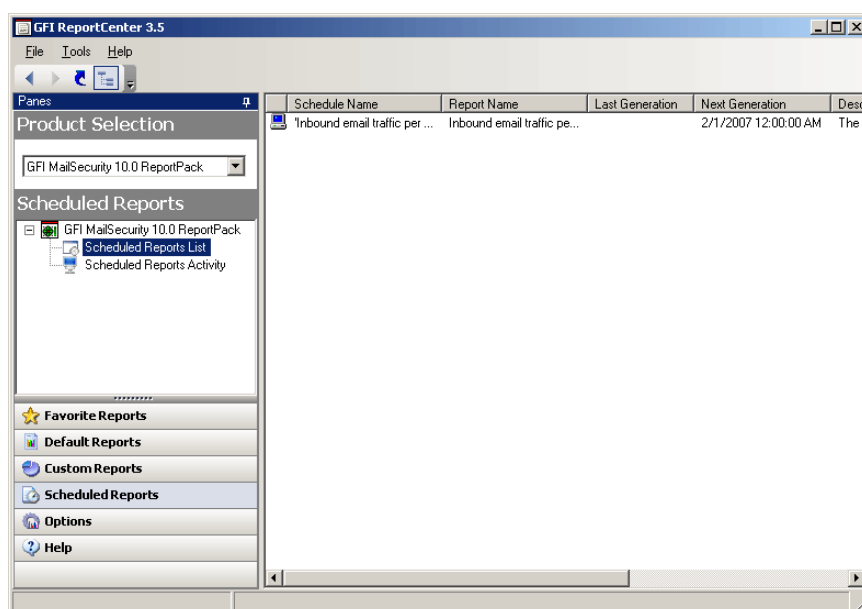 GFI ReportCenter 3.5
File Tools Help
Panes
Product Selection
GFI MailSecurity 10.0 ReportPack
Scheduled Reports
GFI MailSecurity 10.0 ReportPack
Scheduled Reports List
Scheduled Reports Activity
Favorite Reports
Default Reports
Custom Reports
Scheduled Reports
Options
Help
Schedule Name Report Name Last Generation Next Generation Desc
'Inbound email traffic per ... Inbound email traffic pe... 2/1/2007 12:00:00 AM The